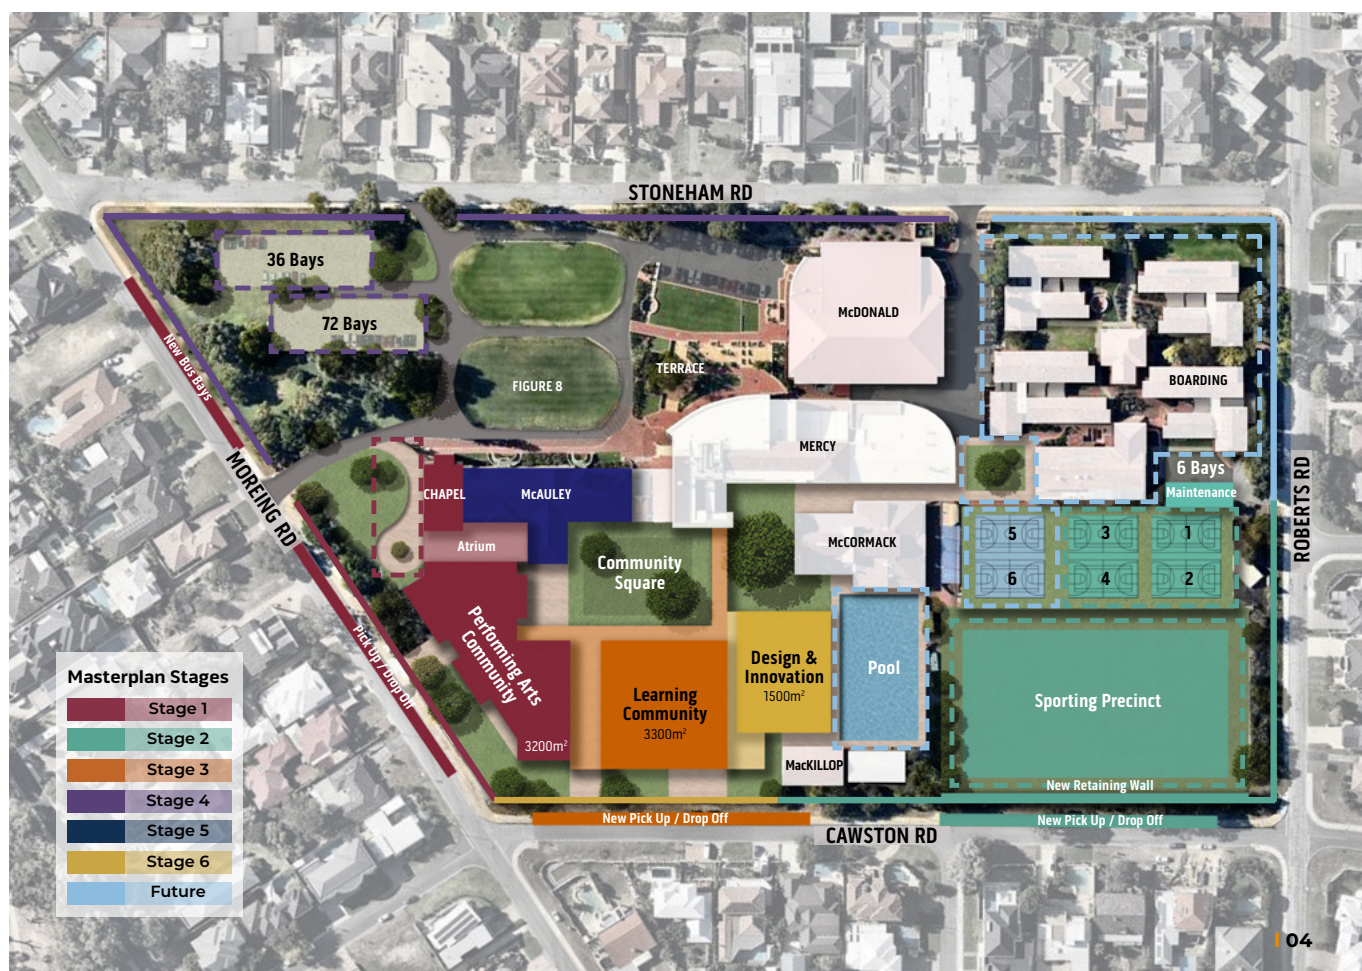 STONEHAM RD
36 Bays
72 Bays
McDONALD
New Bus Bays
TERRACE
FIGURE 8
BOARDING
MERCY
MOREING RD
6 Bays
Maintenance
ROBERTS RD
CHAPEL
McAULEY
Atrium
Community
Square
McCORMACK
5
3
1
6
4
2
Performing Arts
Community
3200m²
Pick Up / Drop Off
Learning
Community
3300m²
Design &
Innovation
1500m²
Pool
Sporting Precinct
MacKILLOP
New Retaining Wall
New Pick Up / Drop Off
New Pick Up / Drop Off
CAWSTON RD
Masterplan Stages
Stage 1
Stage 2
Stage 3
Stage 4
Stage 5
Stage 6
Future
04